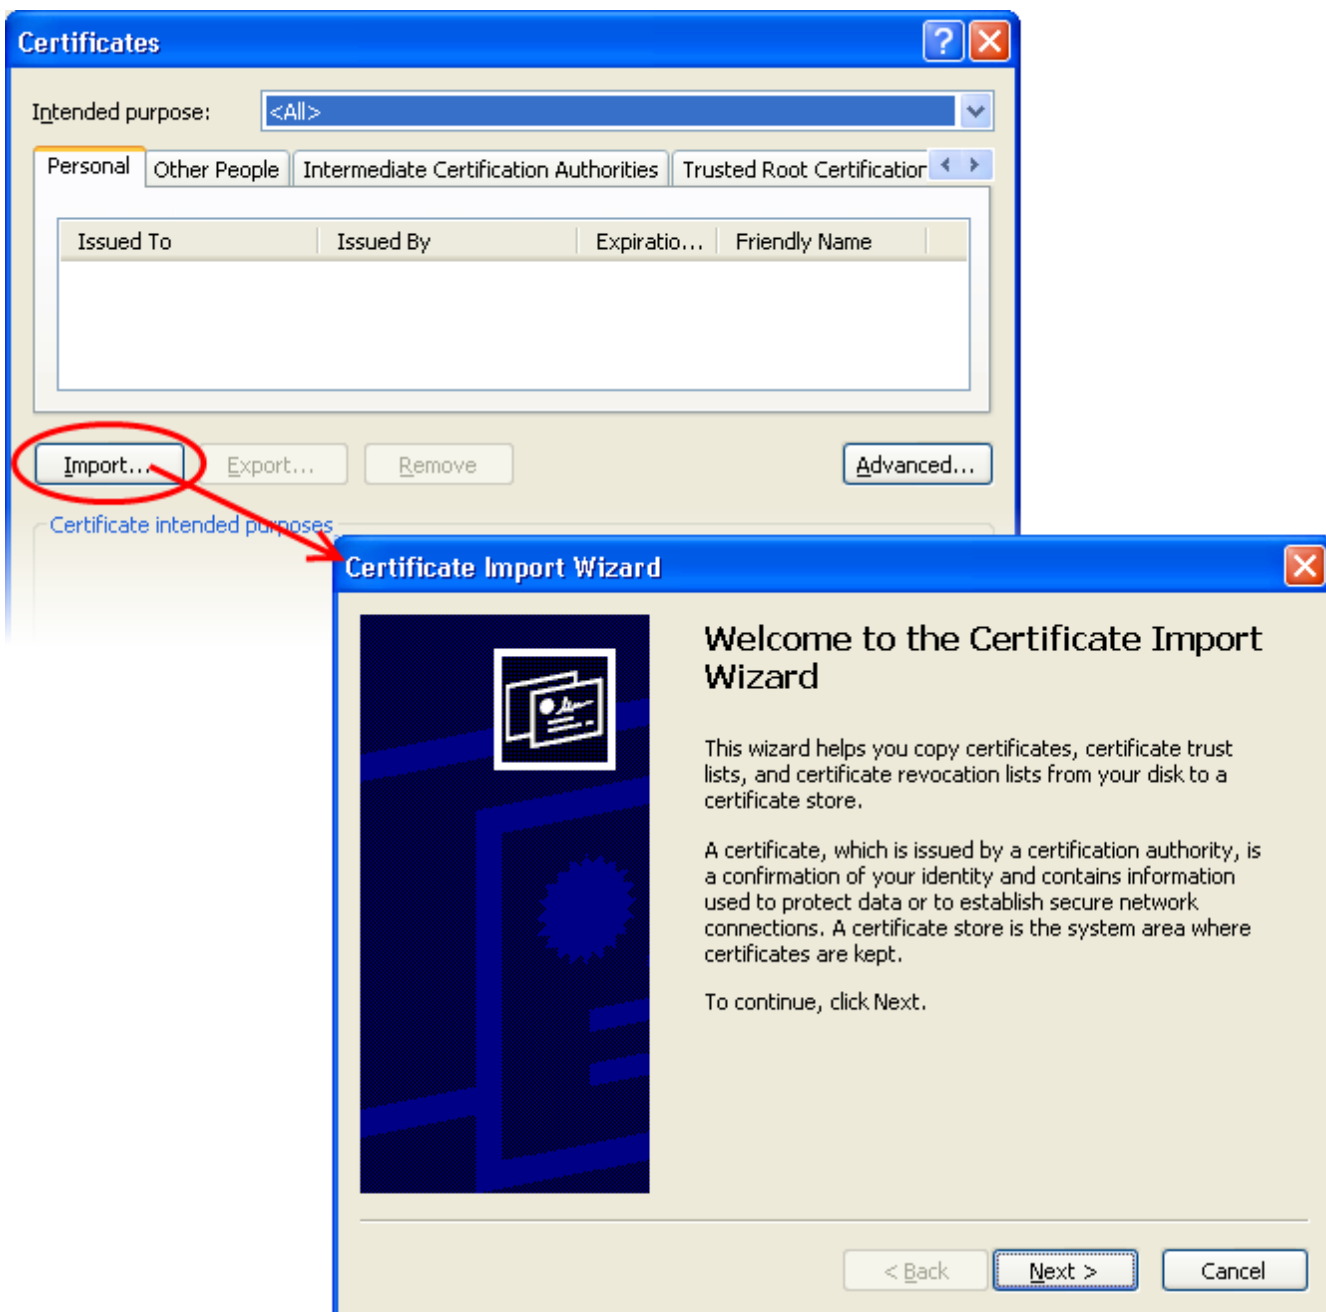 Certificates
Intended purpose: <All>
Personal Other People Intermediate Certification Authorities Trusted Root Certification
Issued To Issued By Expiratio... Friendly Name
Import... Export... Remove Advanced...
Certificate intended purposes
Certificate Import Wizard
Welcome to the Certificate Import
Wizard
This wizard helps you copy certificates, certificate trust
lists, and certificate revocation lists from your disk to a
certificate store.
A certificate, which is issued by a certification authority, is
a confirmation of your identity and contains information
used to protect data or to establish secure network
connections. A certificate store is the system area where
certificates are kept.
To continue, click Next.
< Back Next > Cancel